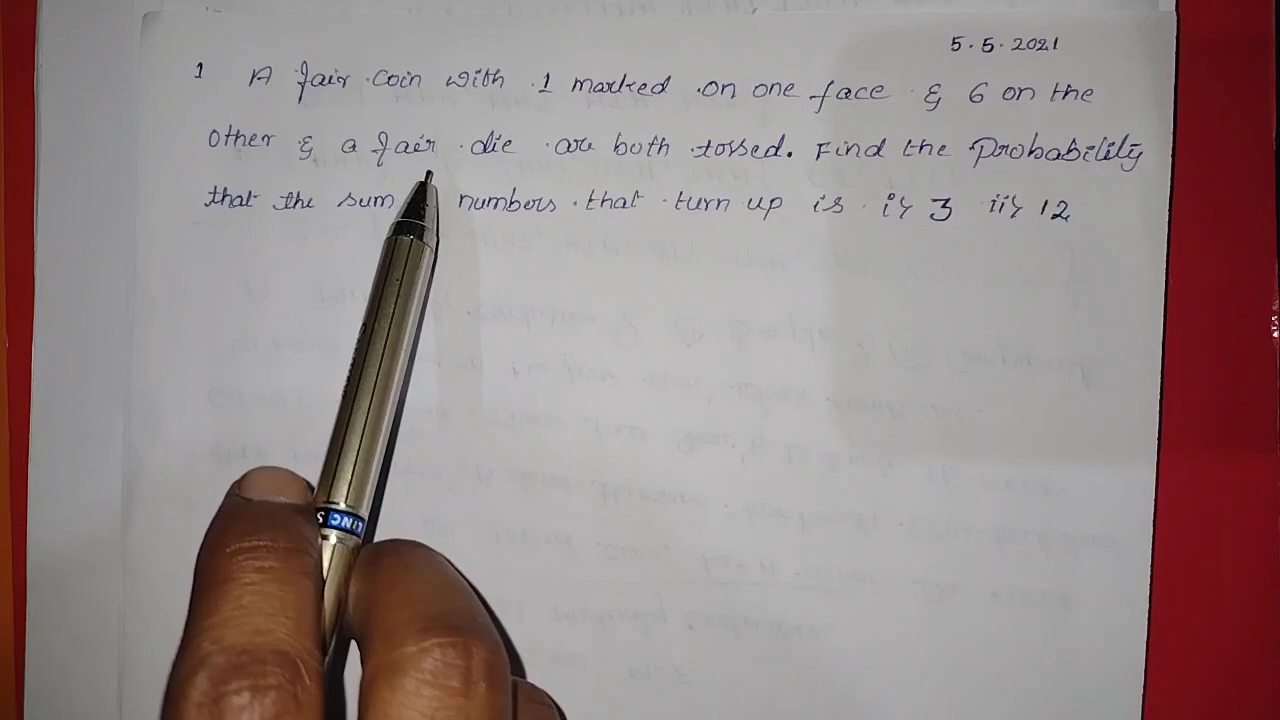 5.5.2021
1 A fair coin with 1 marked on one face & 6 on the
other & a fair die are both tossed. Find the Probability
that the sum numbers that turn up is i) 3 ii) 12
LINC